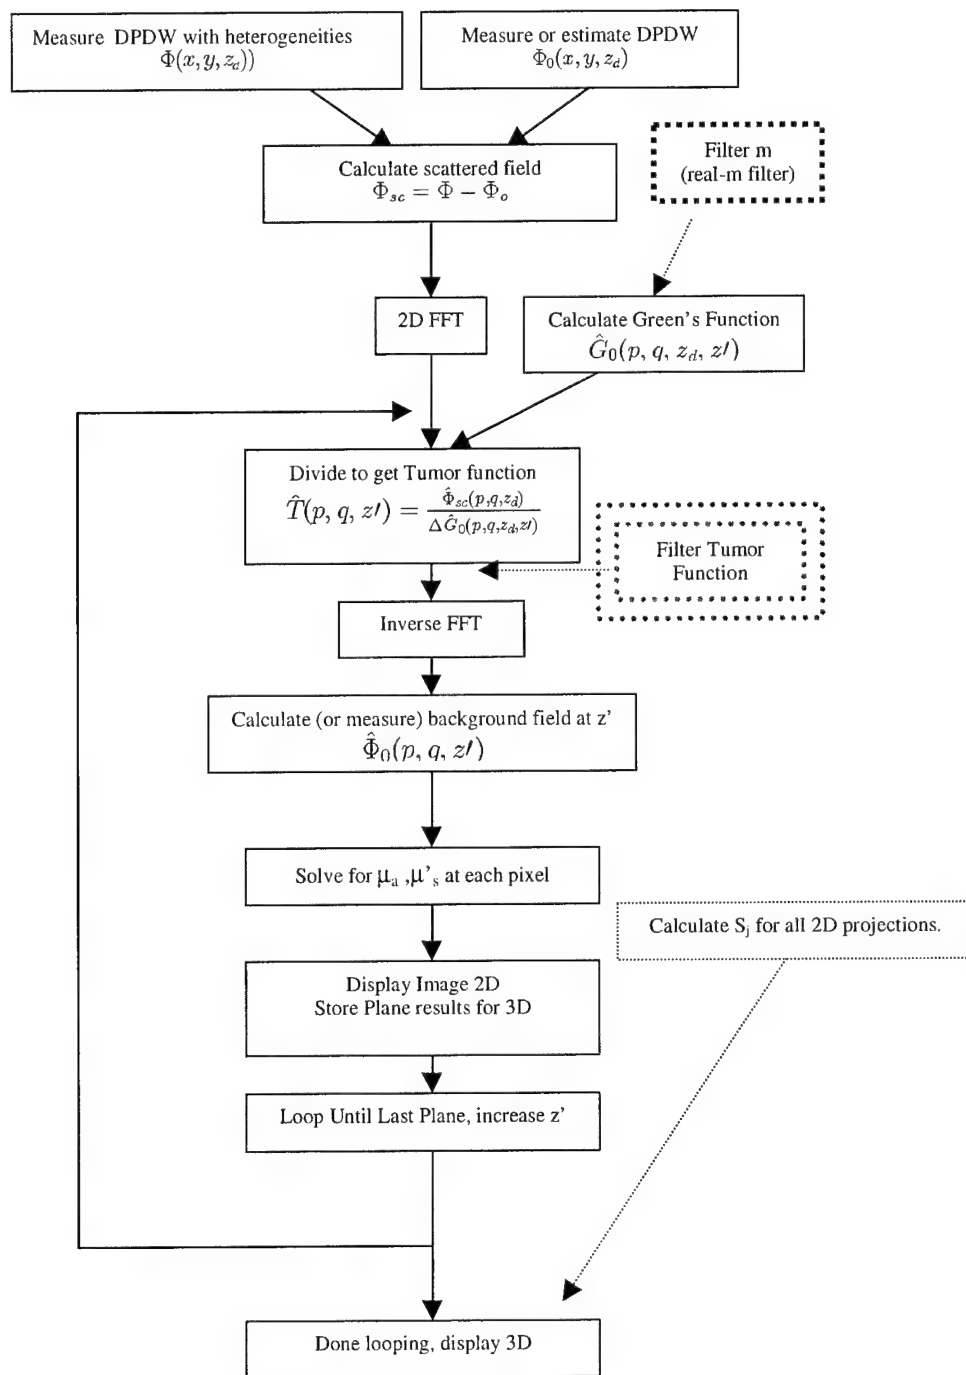 Measure DPDW with heterogeneities
Φ(x, y, z_d))
Measure or estimate DPDW
Φ_0(x, y, z_d)
Calculate scattered field
Φ_sc = Φ − Φ_o
Filter m
(real-m filter)
2D FFT
Calculate Green's Function
Ĝ_0(p, q, z_d, z′)
Divide to get Tumor function
T̂(p, q, z′) = Φ̂_sc(p,q,z_d) / ΔĜ_0(p,q,z_d,z′)
Filter Tumor
Function
Inverse FFT
Calculate (or measure) background field at z'
Φ̂_0(p, q, z′)
Solve for μ_a ,μ'_s at each pixel
Calculate S_j for all 2D projections.
Display Image 2D
Store Plane results for 3D
Loop Until Last Plane, increase z'
Done looping, display 3D